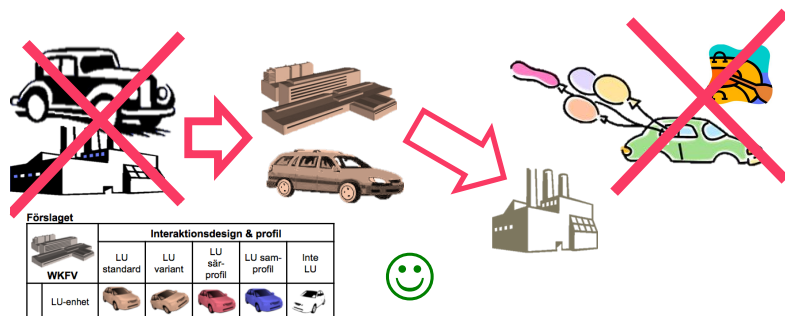 Förslaget
Interaktionsdesign & profil
WKFV
LU
standard
LU
variant
LU
sär-
profil
LU sam-
profil
Inte
LU
LU-enhet